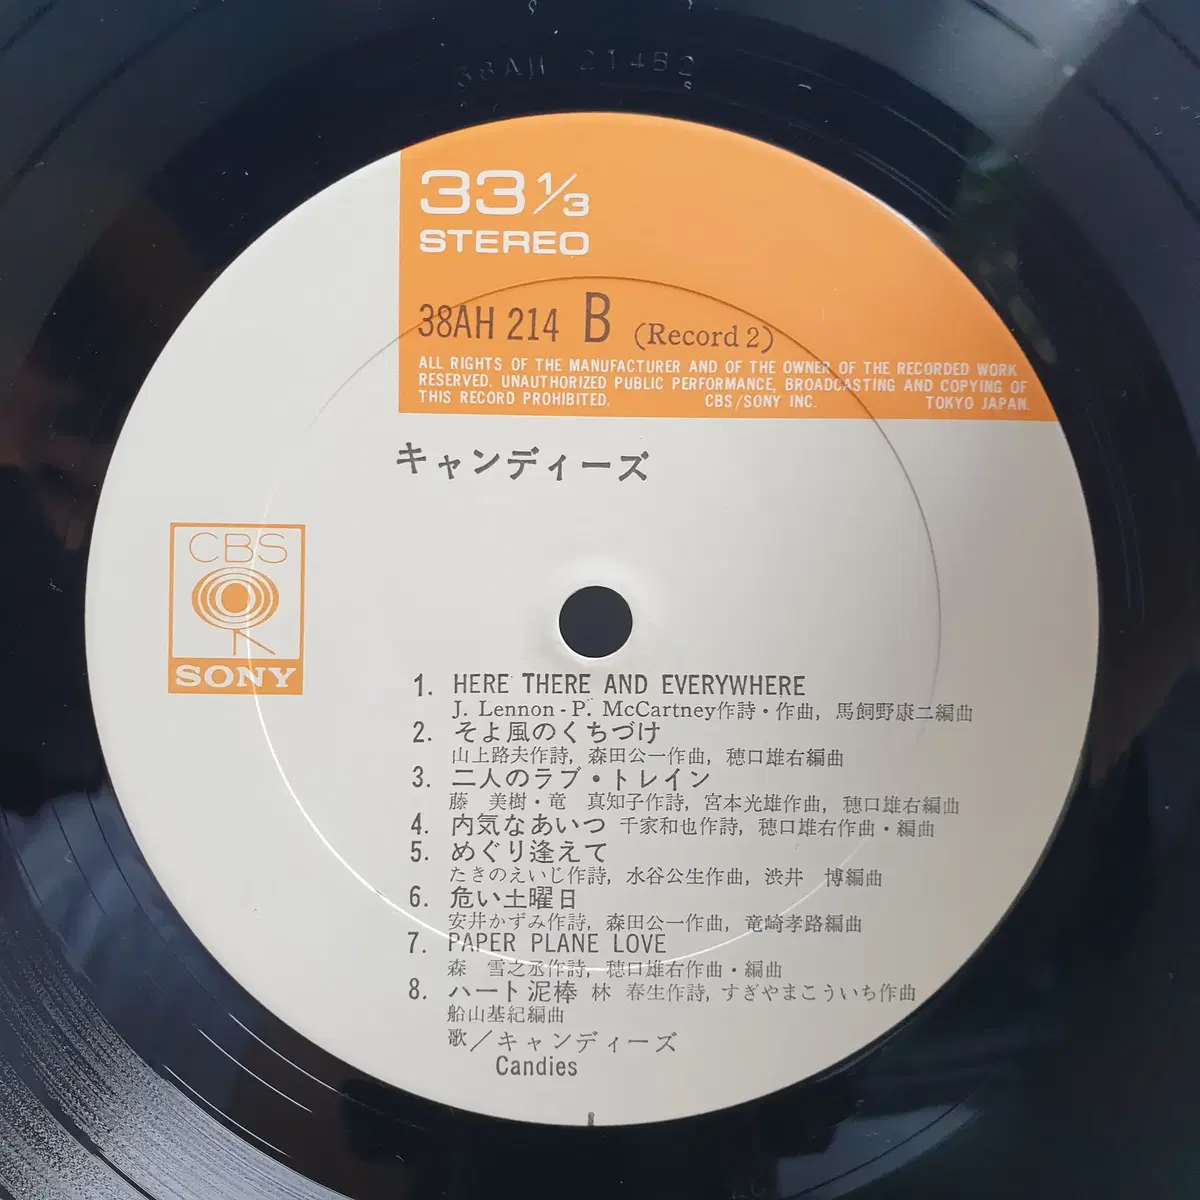 38AH 214B2
33 1/3
STEREO
38AH 214 B (Record 2)
ALL RIGHTS OF THE MANUFACTURER AND OF THE OWNER OF THE RECORDED WORK
RESERVED. UNAUTHORIZED PUBLIC PERFORMANCE, BROADCASTING AND COPYING OF
THIS RECORD PROHIBITED. CBS/SONY INC. TOKYO JAPAN.
キャンディーズ
CBS
SONY
1. HERE THERE AND EVERYWHERE
J. Lennon - P. McCartney作詩・作曲, 馬飼野康二編曲
2. そよ風のくちづけ
山上路夫作詩, 森田公一作曲, 穂口雄右編曲
3. 二人のラブ・トレイン
藤 美樹・竜 真知子作詩, 宮本光雄作曲, 穂口雄右編曲
4. 内気なあいつ 千家和也作詩, 穂口雄右作曲・編曲
5. めぐり逢えて
たきのえいじ作詩, 水谷公生作曲, 渋井 博編曲
6. 危い土曜日
安井かずみ作詩, 森田公一作曲, 竜崎孝路編曲
7. PAPER PLANE LOVE
森 雪之丞作詩, 穂口雄右作曲・編曲
8. ハート泥棒 林 春生作詩, すぎやまこういち作曲
船山基紀編曲
歌／キャンディーズ
Candies